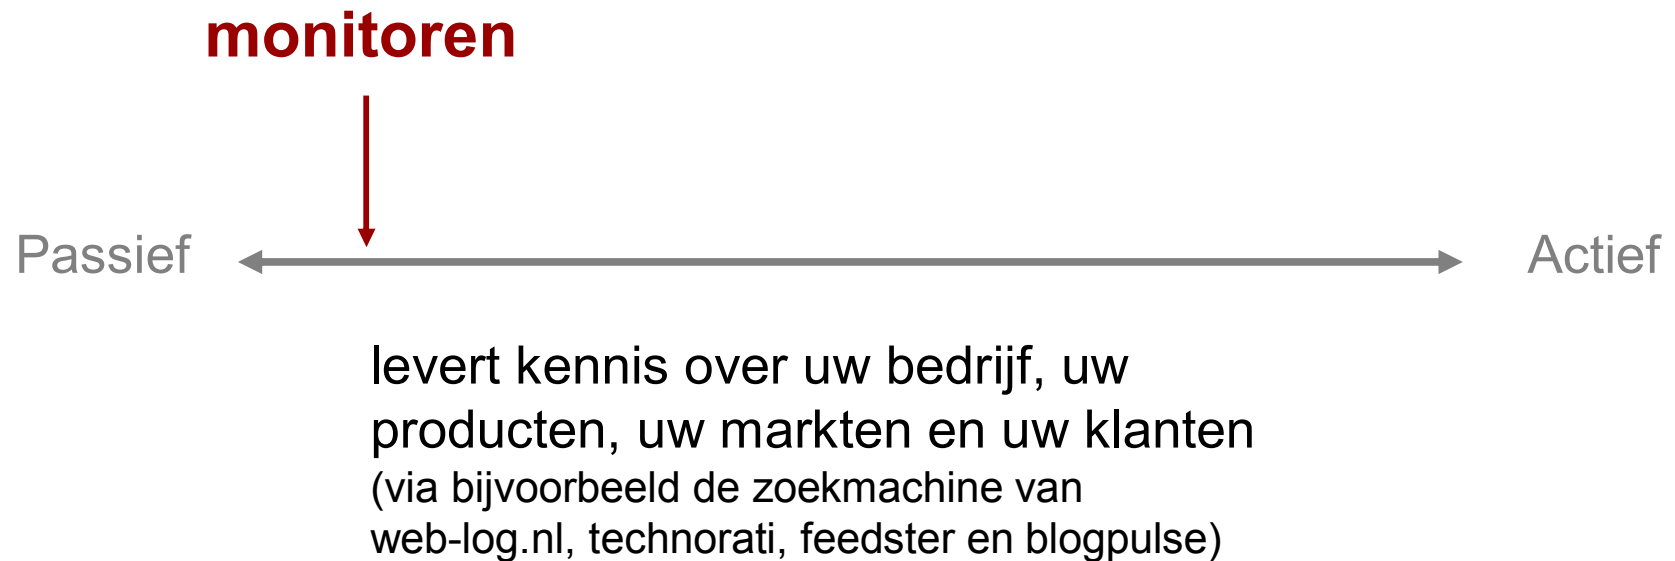 monitoren
Passief
Actief
levert kennis over uw bedrijf, uw
producten, uw markten en uw klanten
(via bijvoorbeeld de zoekmachine van
web-log.nl, technorati, feedster en blogpulse)